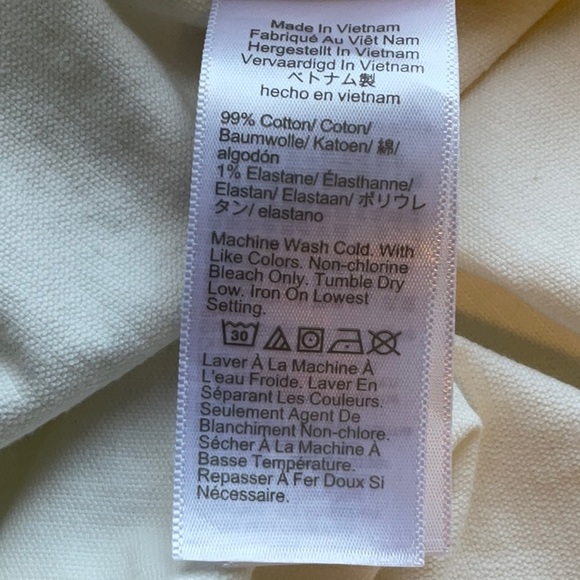 Made In Vietnam
Fabriqué Au Viêt Nam
Hergestellt In Vietnam
Vervaardigd In Vietnam
ベトナム製
hecho en vietnam
99% Cotton/ Coton/
Baumwolle/ Katoen/ 綿/
algodón
1% Elastane/ Élasthanne/
Elastan/ Elastaan/ ポリウレ
タン/ elastano
Machine Wash Cold. With
Like Colors. Non-chlorine
Bleach Only. Tumble Dry
Low. Iron On Lowest
Setting.
30
Laver À La Machine À
L'eau Froide. Laver En
Séparant Les Couleurs.
Seulement Agent De
Blanchiment Non-chlore.
Sécher À La Machine À
Basse Température.
Repasser À Fer Doux Si
Nécessaire.